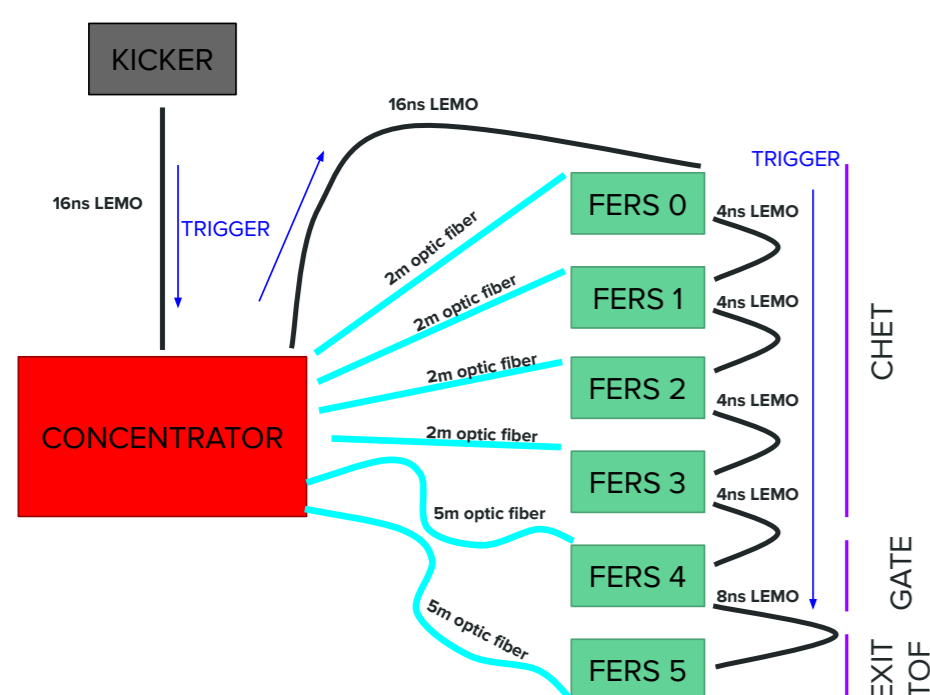 KICKER
16ns LEMO
TRIGGER
16ns LEMO
TRIGGER
CONCENTRATOR
2m optic fiber
2m optic fiber
2m optic fiber
2m optic fiber
5m optic fiber
5m optic fiber
FERS 0
4ns LEMO
FERS 1
4ns LEMO
FERS 2
4ns LEMO
FERS 3
4ns LEMO
FERS 4
8ns LEMO
FERS 5
CHET
GATE
EXIT
TOF